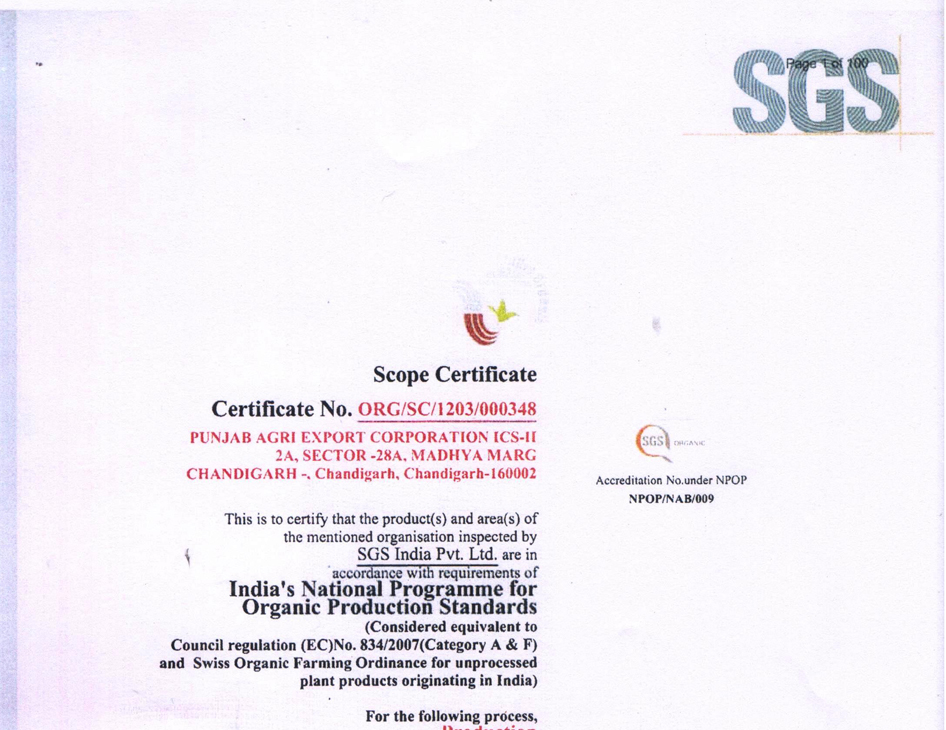 SGS
Page 1 of 100
Scope Certificate
Certificate No. ORG/SC/1203/000348
PUNJAB AGRI EXPORT CORPORATION ICS-II
2A, SECTOR -28A, MADHYA MARG
CHANDIGARH -, Chandigarh, Chandigarh-160002
SGS ORGANIC
Accreditation No.under NPOP
NPOP/NAB/009
This is to certify that the product(s) and area(s) of
the mentioned organisation inspected by
SGS India Pvt. Ltd. are in
accordance with requirements of
India's National Programme for
Organic Production Standards
(Considered equivalent to
Council regulation (EC)No. 834/2007(Category A & F)
and Swiss Organic Farming Ordinance for unprocessed
plant products originating in India)
For the following process,
Production